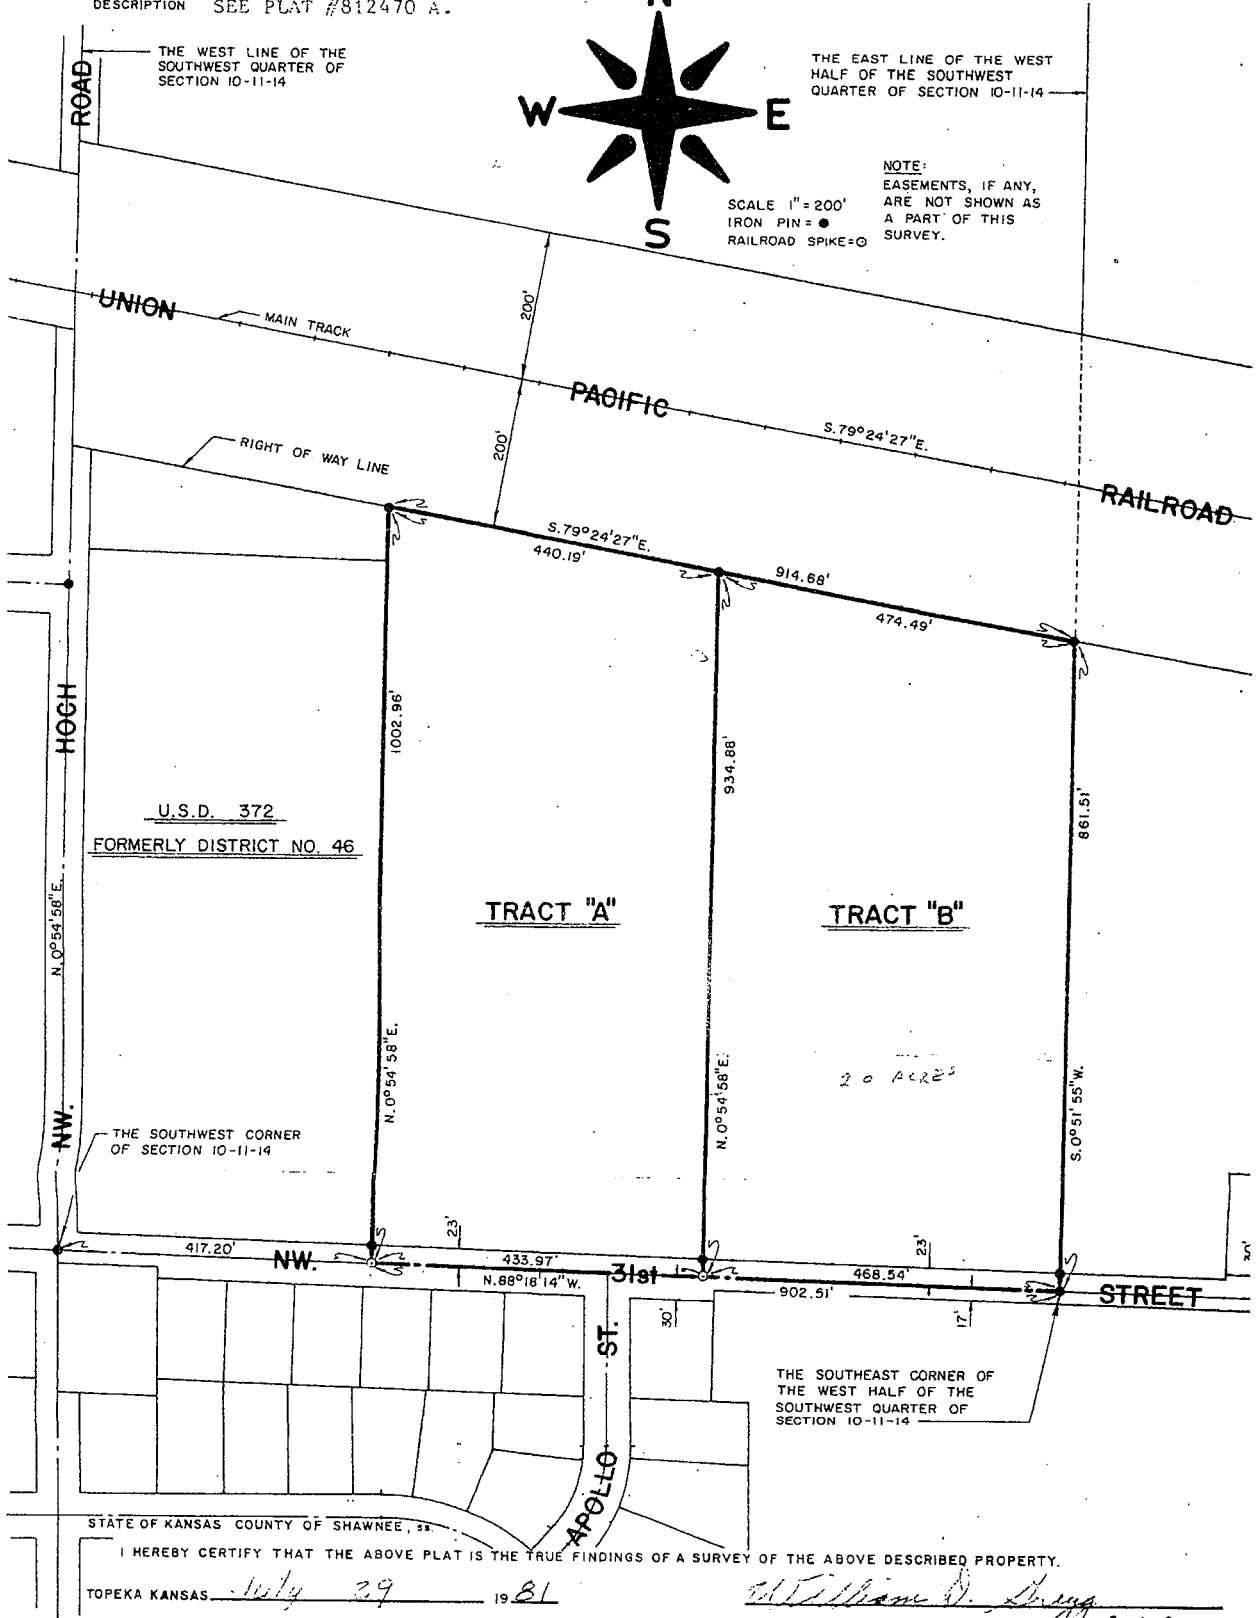 DESCRIPTION SEE PLAT #812470 A.
N
THE WEST LINE OF THE
SOUTHWEST QUARTER OF
SECTION 10-11-14
THE EAST LINE OF THE WEST
HALF OF THE SOUTHWEST
QUARTER OF SECTION 10-11-14
ROAD
W
E
S
NOTE:
EASEMENTS, IF ANY,
ARE NOT SHOWN AS
A PART OF THIS
SURVEY.
SCALE 1" = 200'
IRON PIN = ●
RAILROAD SPIKE=⊙
UNION
MAIN TRACK
200'
PACIFIC
S.79°24'27"E.
RAILROAD
200'
RIGHT OF WAY LINE
S.79°24'27"E.
440.19'
914.68'
474.49'
HOCH
1002.96'
934.88'
861.51'
U.S.D. 372
FORMERLY DISTRICT NO. 46
TRACT "A"
TRACT "B"
N.0°54'58"E.
N.0°54'58"E.
N.0°54'58"E.
S.0°51'55"W.
2.0 ACRES
NW.
THE SOUTHWEST CORNER
OF SECTION 10-11-14
23'
23'
30'
417.20'
NW.
433.97'
N.88°18'14"W.
31st
468.54'
902.51'
STREET
30'
17'
ST.
THE SOUTHEAST CORNER OF
THE WEST HALF OF THE
SOUTHWEST QUARTER OF
SECTION 10-11-14
APOLLO
STATE OF KANSAS COUNTY OF SHAWNEE, ss.
I HEREBY CERTIFY THAT THE ABOVE PLAT IS THE TRUE FINDINGS OF A SURVEY OF THE ABOVE DESCRIBED PROPERTY.
TOPEKA KANSAS July 29 19 81
William D.